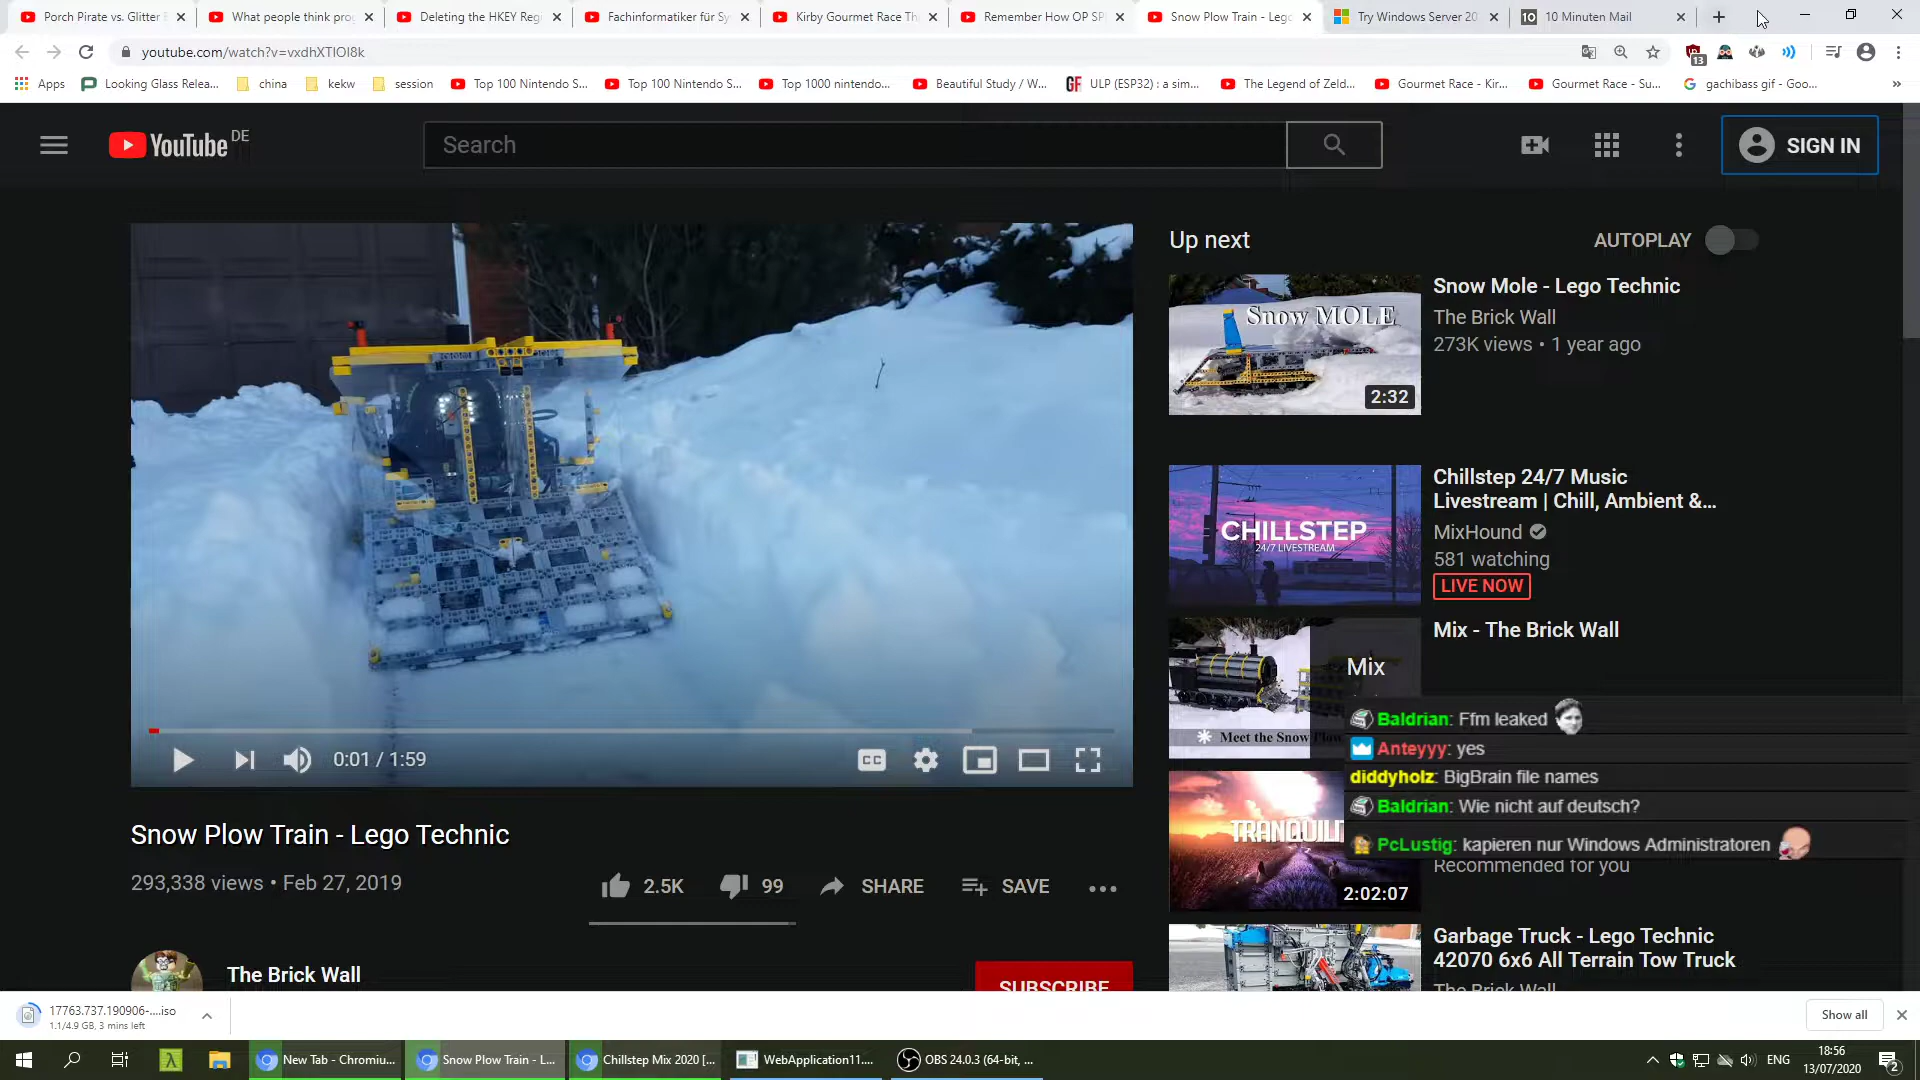 Porch Pirate vs. Glitter
What people think pro
Deleting the HKEY Reg
Fachinformatiker für Sy
Kirby Gourmet Race Th
Remember How OP SP
Snow Plow Train - Lego
Try Windows Server 20
10 Minuten Mail
youtube.com/watch?v=vxdhXTIOI8k
13
Apps
Looking Glass Relea...
china
kekw
session
Top 100 Nintendo S...
Top 100 Nintendo S...
Top 1000 nintendo...
Beautiful Study / W...
GF
ULP (ESP32) : a sim...
The Legend of Zeld...
Gourmet Race - Kir...
Gourmet Race - Su...
gachibass gif - Goo...
»
YouTube DE
Search
SIGN IN
Up next
AUTOPLAY
Snow MOLE
2:32
Snow Mole - Lego Technic
The Brick Wall
273K views • 1 year ago
CHILLSTEP
24/7 LIVESTREAM
Chillstep 24/7 Music
Livestream | Chill, Ambient &...
MixHound
581 watching
LIVE NOW
Mix
Meet the Snow Plow
Mix - The Brick Wall
Baldrian: Ffm leaked
Anteyyy: yes
diddyholz: BigBrain file names
Baldrian: Wie nicht auf deutsch?
PcLustig: kapieren nur Windows Administratoren
Recommended for you
2:02:07
0:01 / 1:59
CC
Snow Plow Train - Lego Technic
293,338 views • Feb 27, 2019
2.5K
99
SHARE
SAVE
The Brick Wall
SUBSCRIBE
Garbage Truck - Lego Technic
42070 6x6 All Terrain Tow Truck
The Brick Wall
17763.737.190906-....iso
1.1/4.9 GB, 3 mins left
Show all
New Tab - Chromiu...
Snow Plow Train - L...
Chillstep Mix 2020 [...
WebApplication11....
OBS 24.0.3 (64-bit, ...
ENG
18:56
13/07/2020
2